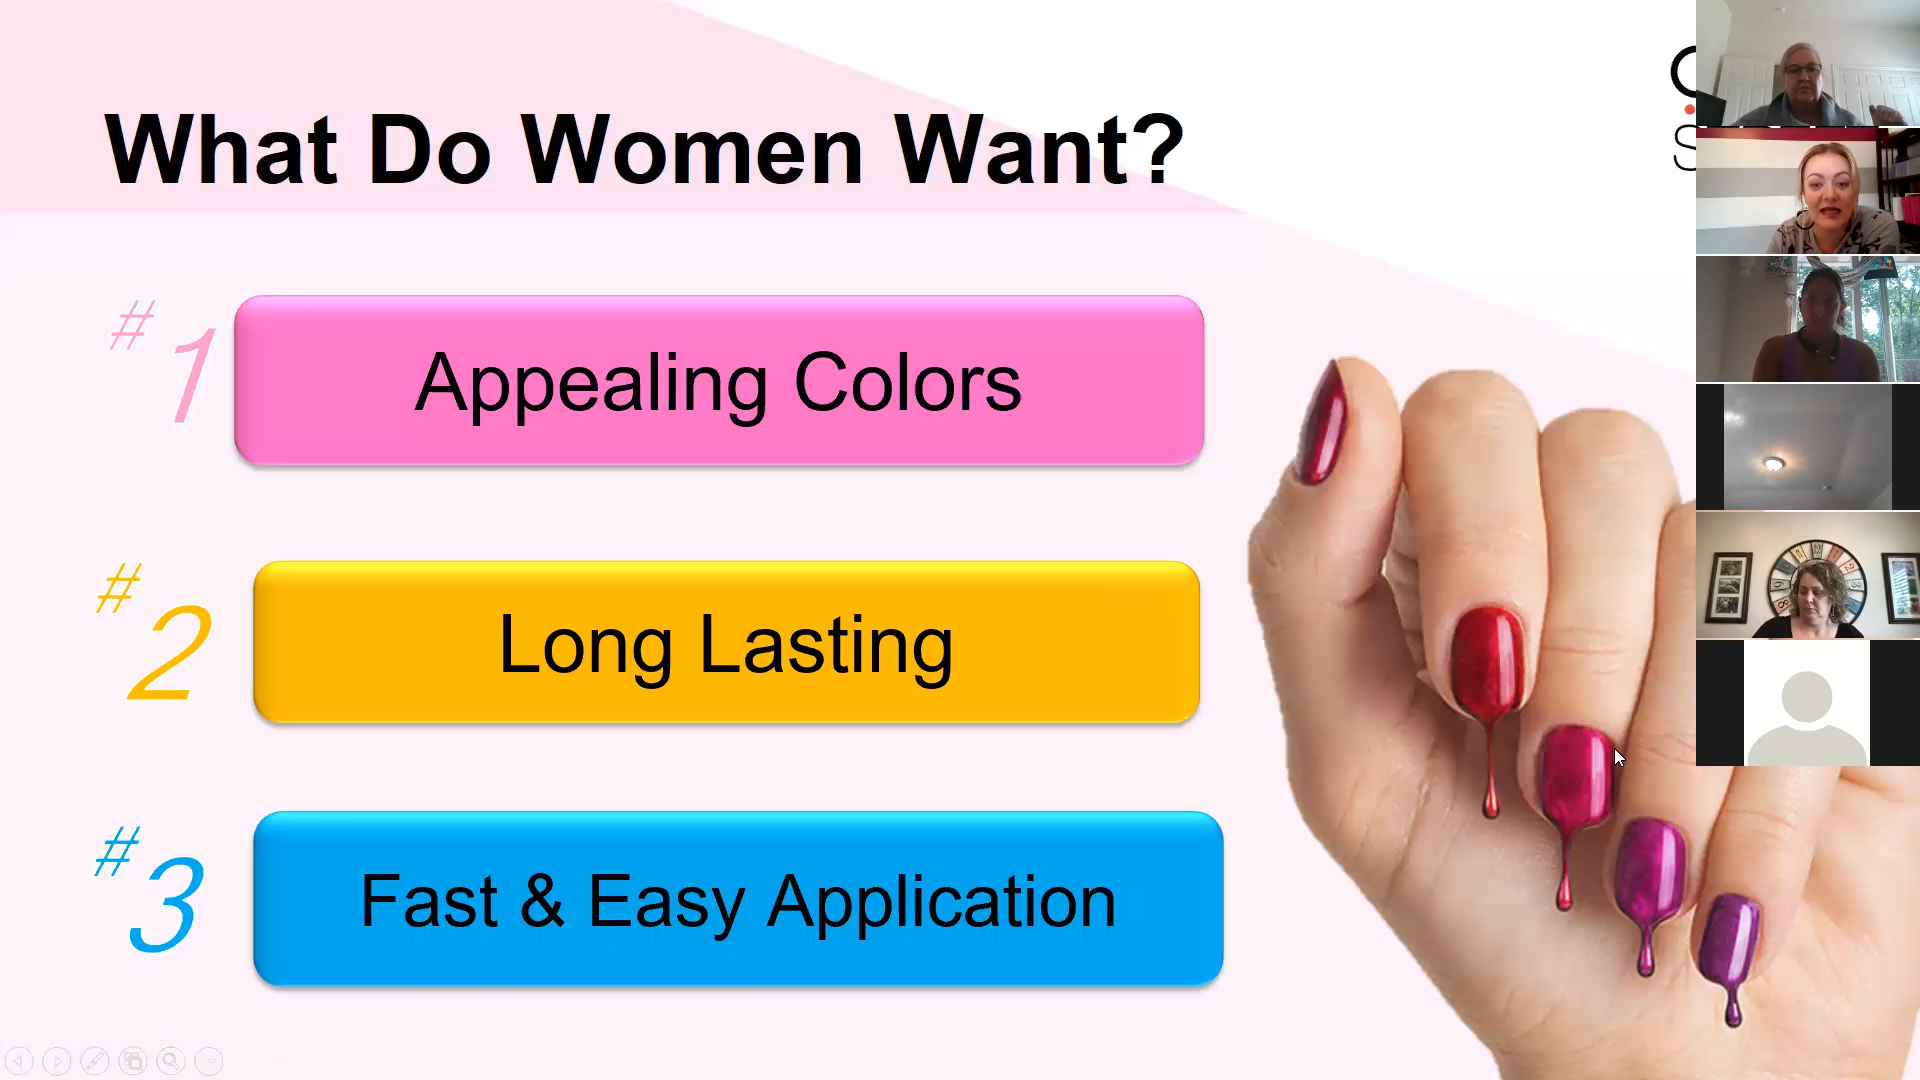 What Do Women Want?
#1 Appealing Colors
#2 Long Lasting
#3 Fast & Easy Application